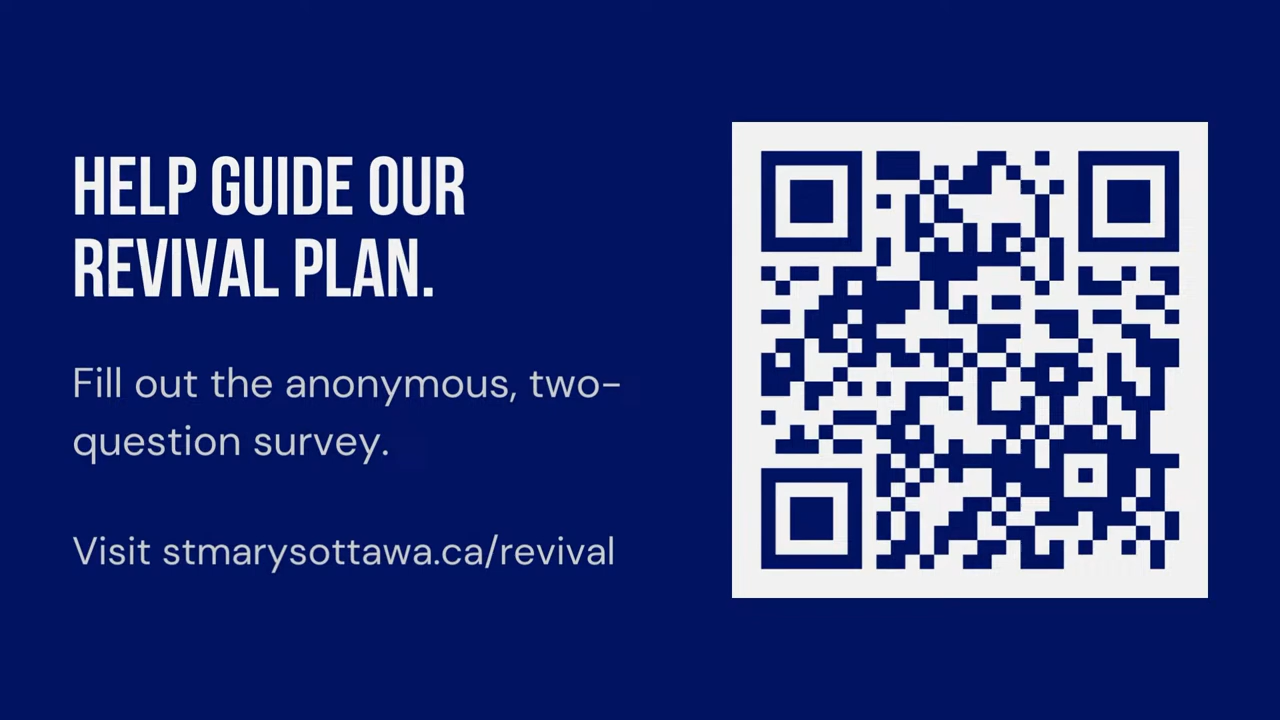 HELP GUIDE OUR
REVIVAL PLAN.
Fill out the anonymous, two-
question survey.
Visit stmarysottawa.ca/revival